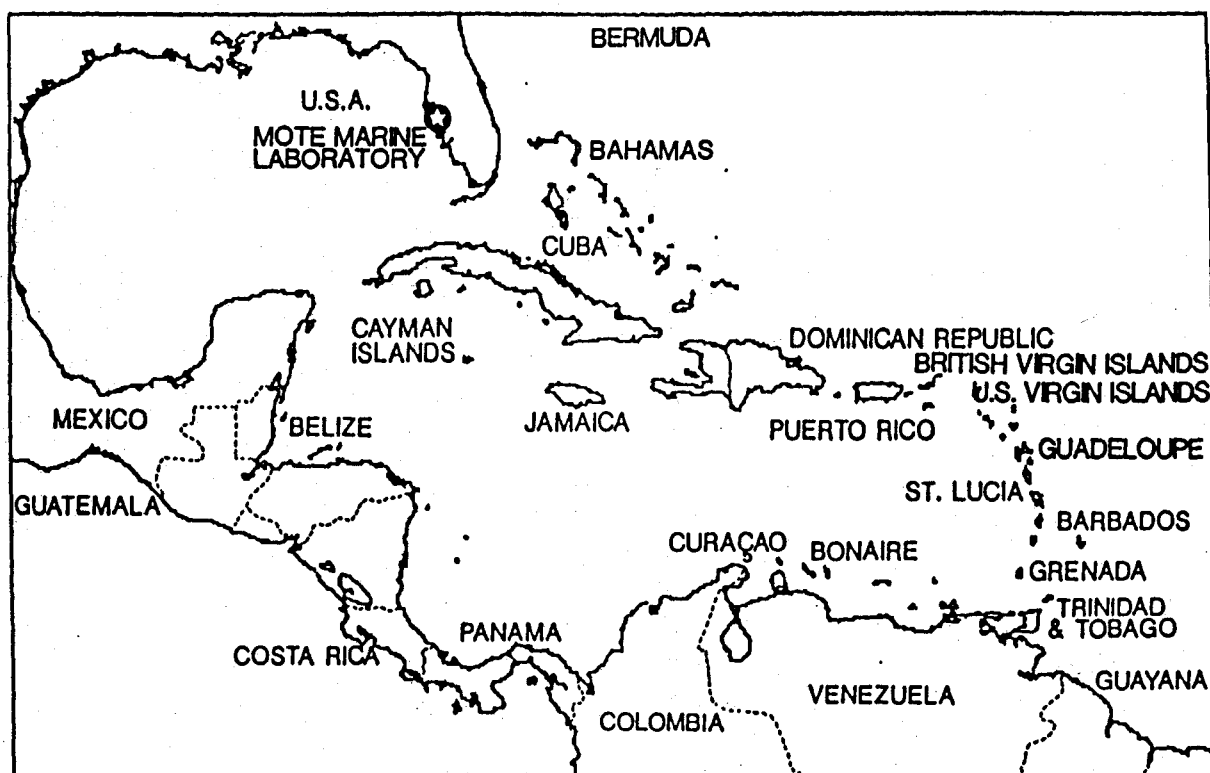 BERMUDA
U.S.A.
MOTE MARINE
LABORATORY
BAHAMAS
CUBA
CAYMAN
ISLANDS
DOMINICAN REPUBLIC
BRITISH VIRGIN ISLANDS
U.S. VIRGIN ISLANDS
MEXICO
BELIZE
JAMAICA
PUERTO RICO
GUADELOUPE
GUATEMALA
ST. LUCIA
BARBADOS
CURAÇAO
BONAIRE
GRENADA
TRINIDAD
& TOBAGO
PANAMA
COSTA RICA
GUAYANA
VENEZUELA
COLOMBIA